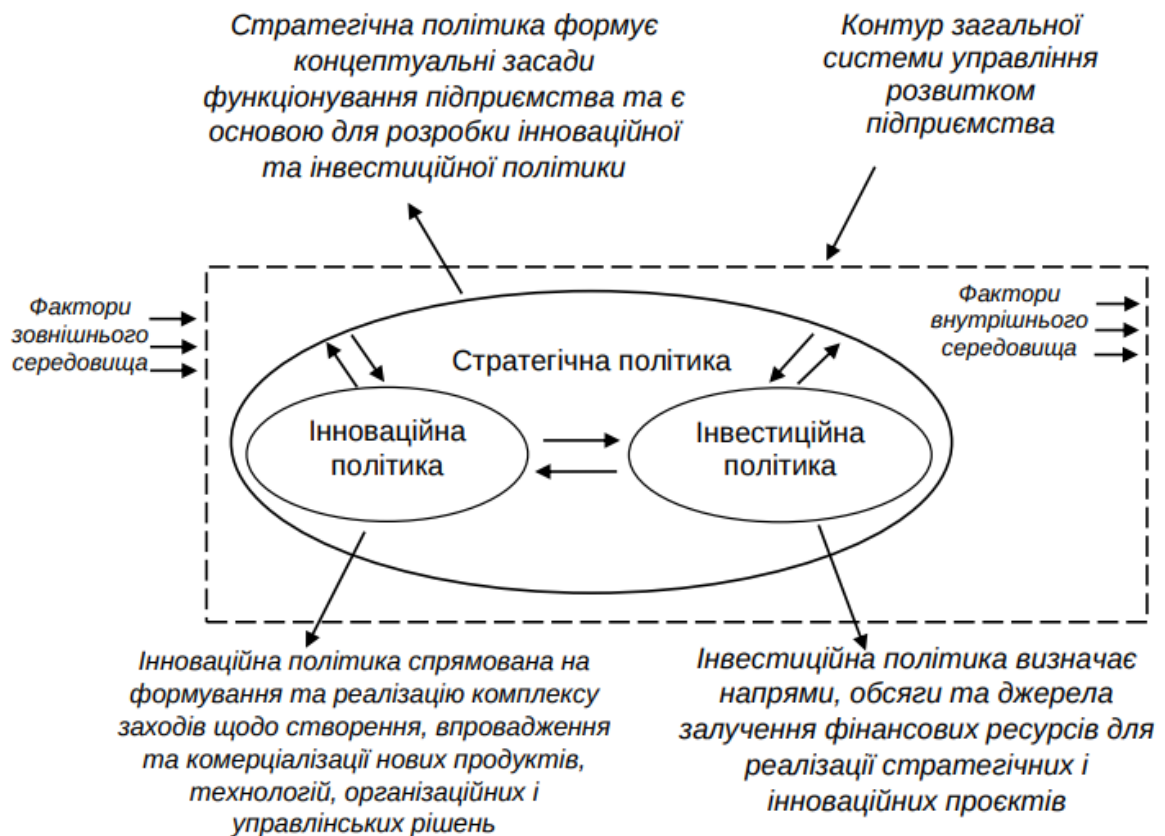 Стратегічна політика формує
концептуальні засади
функціонування підприємства та є
основою для розробки інноваційної
та інвестиційної політики
Контур загальної
системи управління
розвитком
підприємства
Фактори
зовнішнього
середовища
Фактори
внутрішнього
середовища
Стратегічна політика
Інноваційна
політика
Інвестиційна
політика
Інноваційна політика спрямована на
формування та реалізацію комплексу
заходів щодо створення, впровадження
та комерціалізації нових продуктів,
технологій, організаційних і
управлінських рішень
Інвестиційна політика визначає
напрями, обсяги та джерела
залучення фінансових ресурсів для
реалізації стратегічних і
інноваційних проєктів